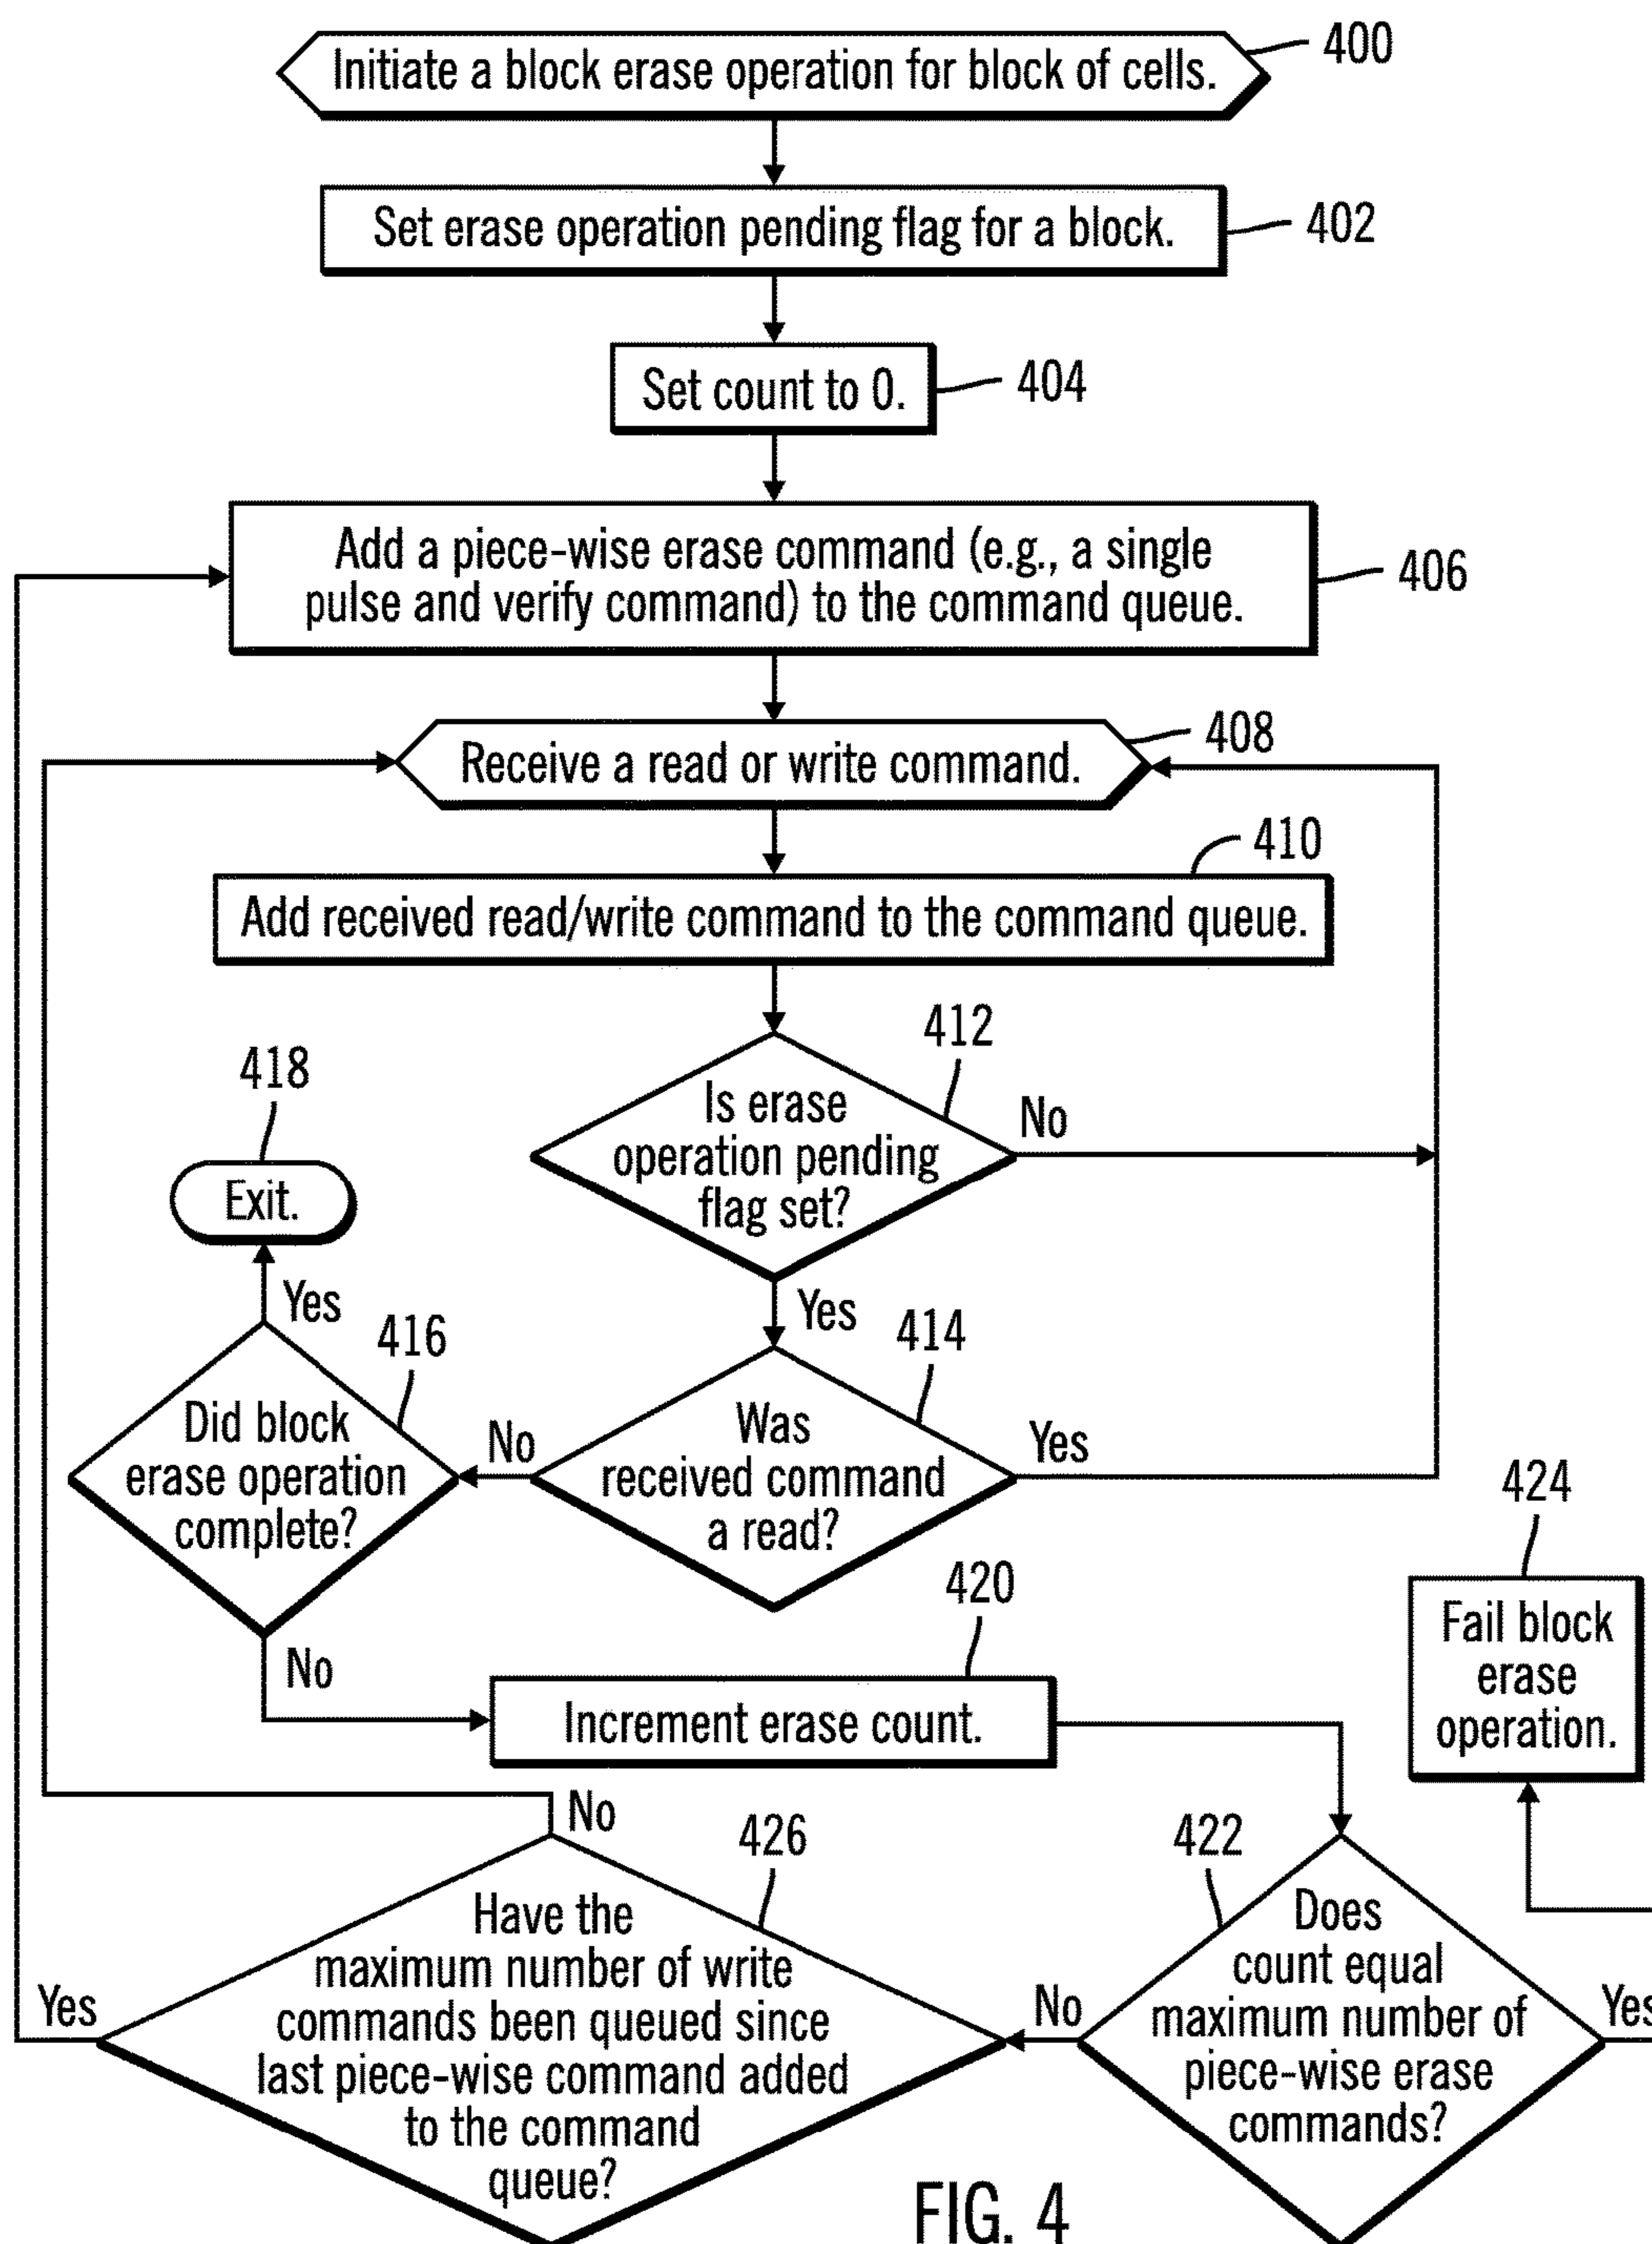 Initiate a block erase operation for block of cells.
400
Set erase operation pending flag for a block.
402
Set count to 0.
404
Add a piece-wise erase command (e.g., a single
pulse and verify command) to the command queue.
406
Receive a read or write command.
408
410
Add received read/write command to the command queue.
412
Is erase
operation pending
flag set?
No
Yes
418
Exit.
Yes
416
Did block
erase operation
complete?
No
414
Was
received command
a read?
Yes
No
No
420
Increment erase count.
424
Fail block
erase
operation.
No
426
Have the
maximum number of write
commands been queued since
last piece-wise command added
to the command
queue?
Yes
No
422
Does
count equal
maximum number of
piece-wise erase
commands?
Yes
FIG. 4